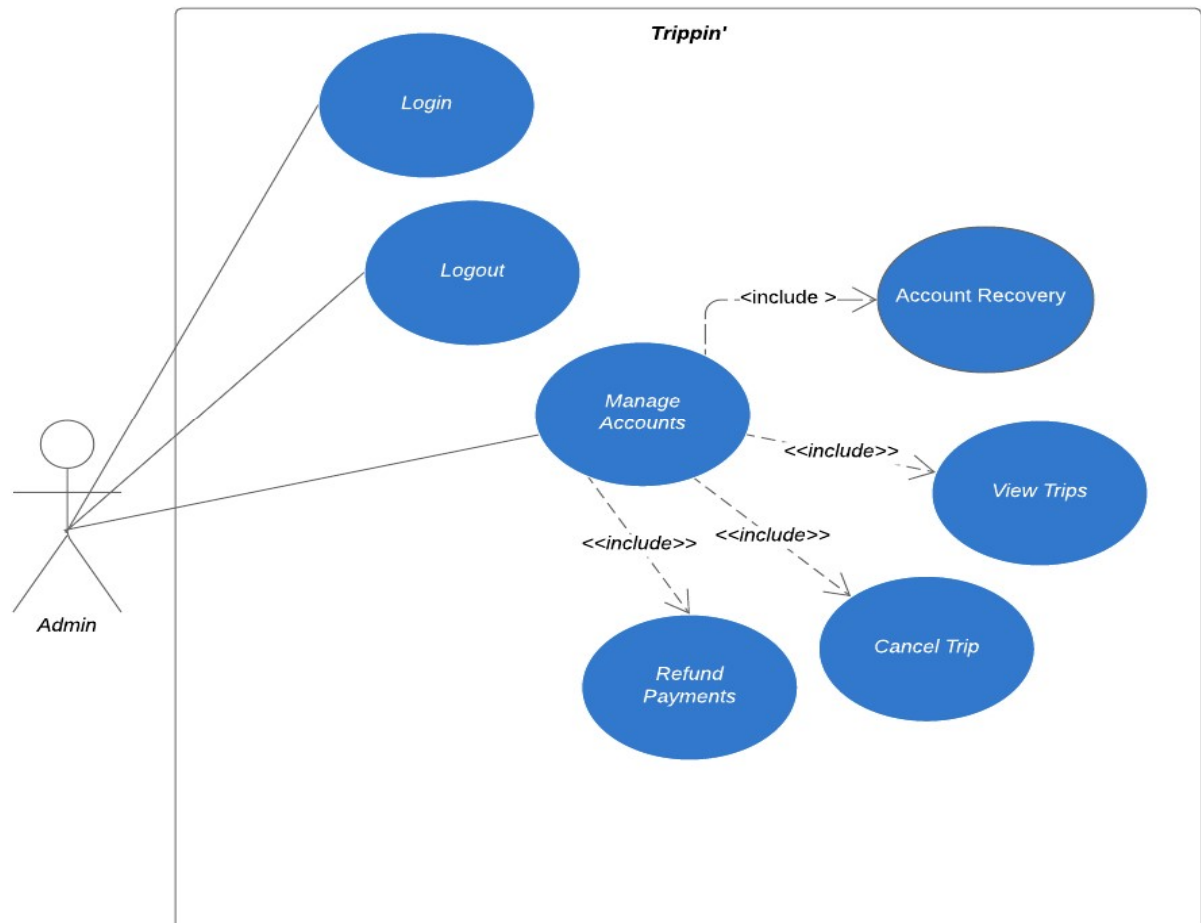 Trippin'
Login
Logout
<include >
Account Recovery
Manage
Accounts
<<include>>
View Trips
<<include>>
<<include>>
Admin
Cancel Trip
Refund
Payments